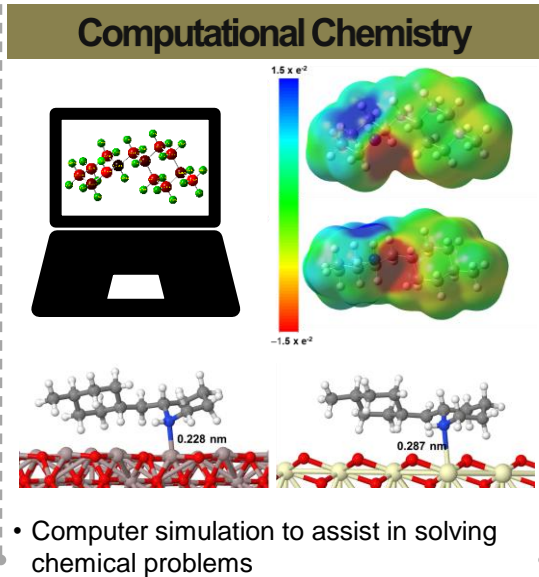 Computational Chemistry
1.5 x e⁻²
−1.5 x e⁻²
0.228 nm
0.287 nm
• Computer simulation to assist in solving
chemical problems